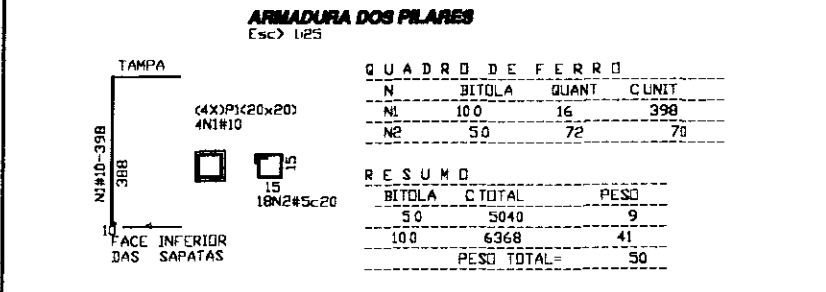 ARMADURA DOS PILARES
Esc> 1:25
TAMPA
(4X)P1(20x20)
4N1#10
N1#10-398
388
15
15
18N2#5c20
10
FACE INFERIOR
DAS SAPATAS
QUADRO DE FERRO
N BITOLA QUANT C UNIT
N1 10 0 16 398
N2 5 0 72 70
RESUMO
BITOLA C TOTAL PESO
5 0 5040 9
10 0 6368 41
PESO TOTAL= 50